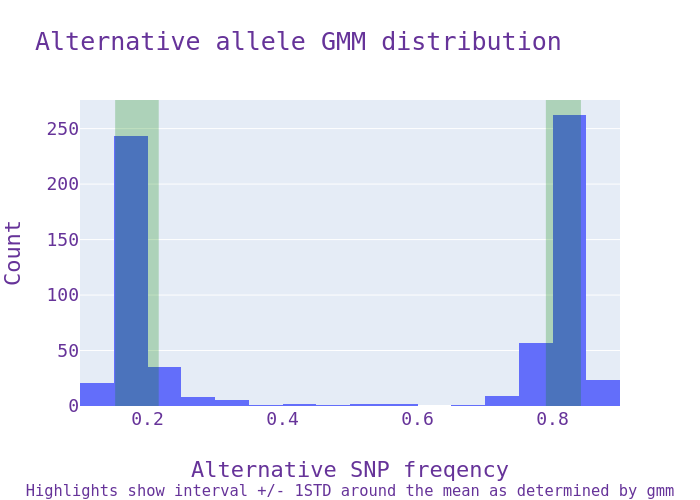 Alternative allele GMM distribution
250
200
150
100
50
0
Count
0.2 0.4 0.6 0.8
Alternative SNP freqency
Highlights show interval +/- 1STD around the mean as determined by gmm